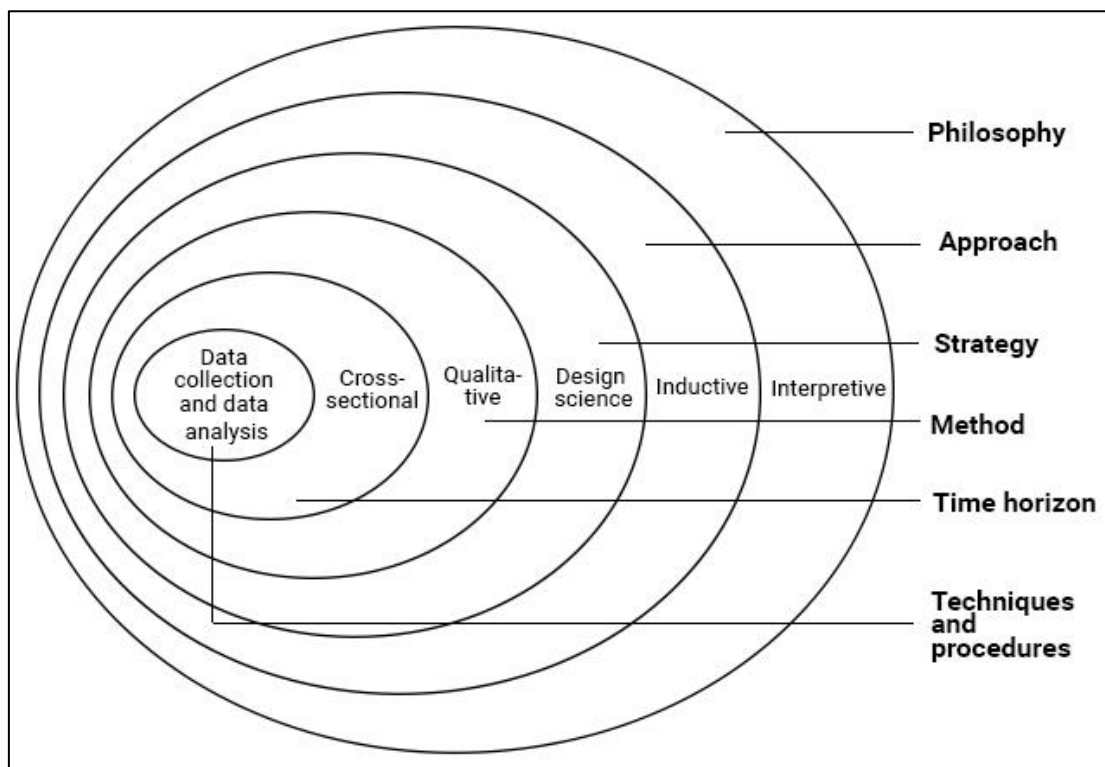 Philosophy
Approach
Strategy
Data
collection
and data
analysis
Cross-
sectional
Qualita-
tive
Design
science
Inductive
Interpretive
Method
Time horizon
Techniques
and
procedures